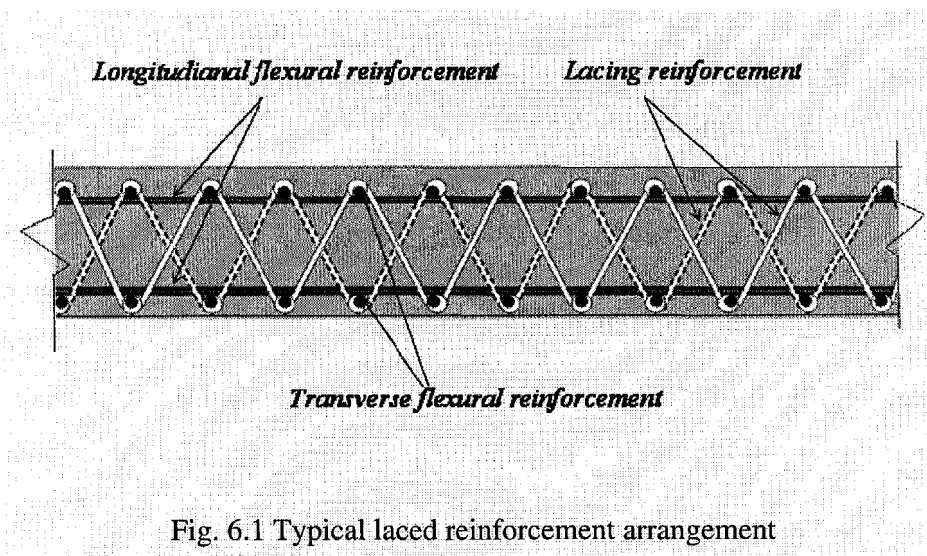 Longitudianal flexural reinforcement
Lacing reinforcement
Transverse flexural reinforcement
Fig. 6.1 Typical laced reinforcement arrangement